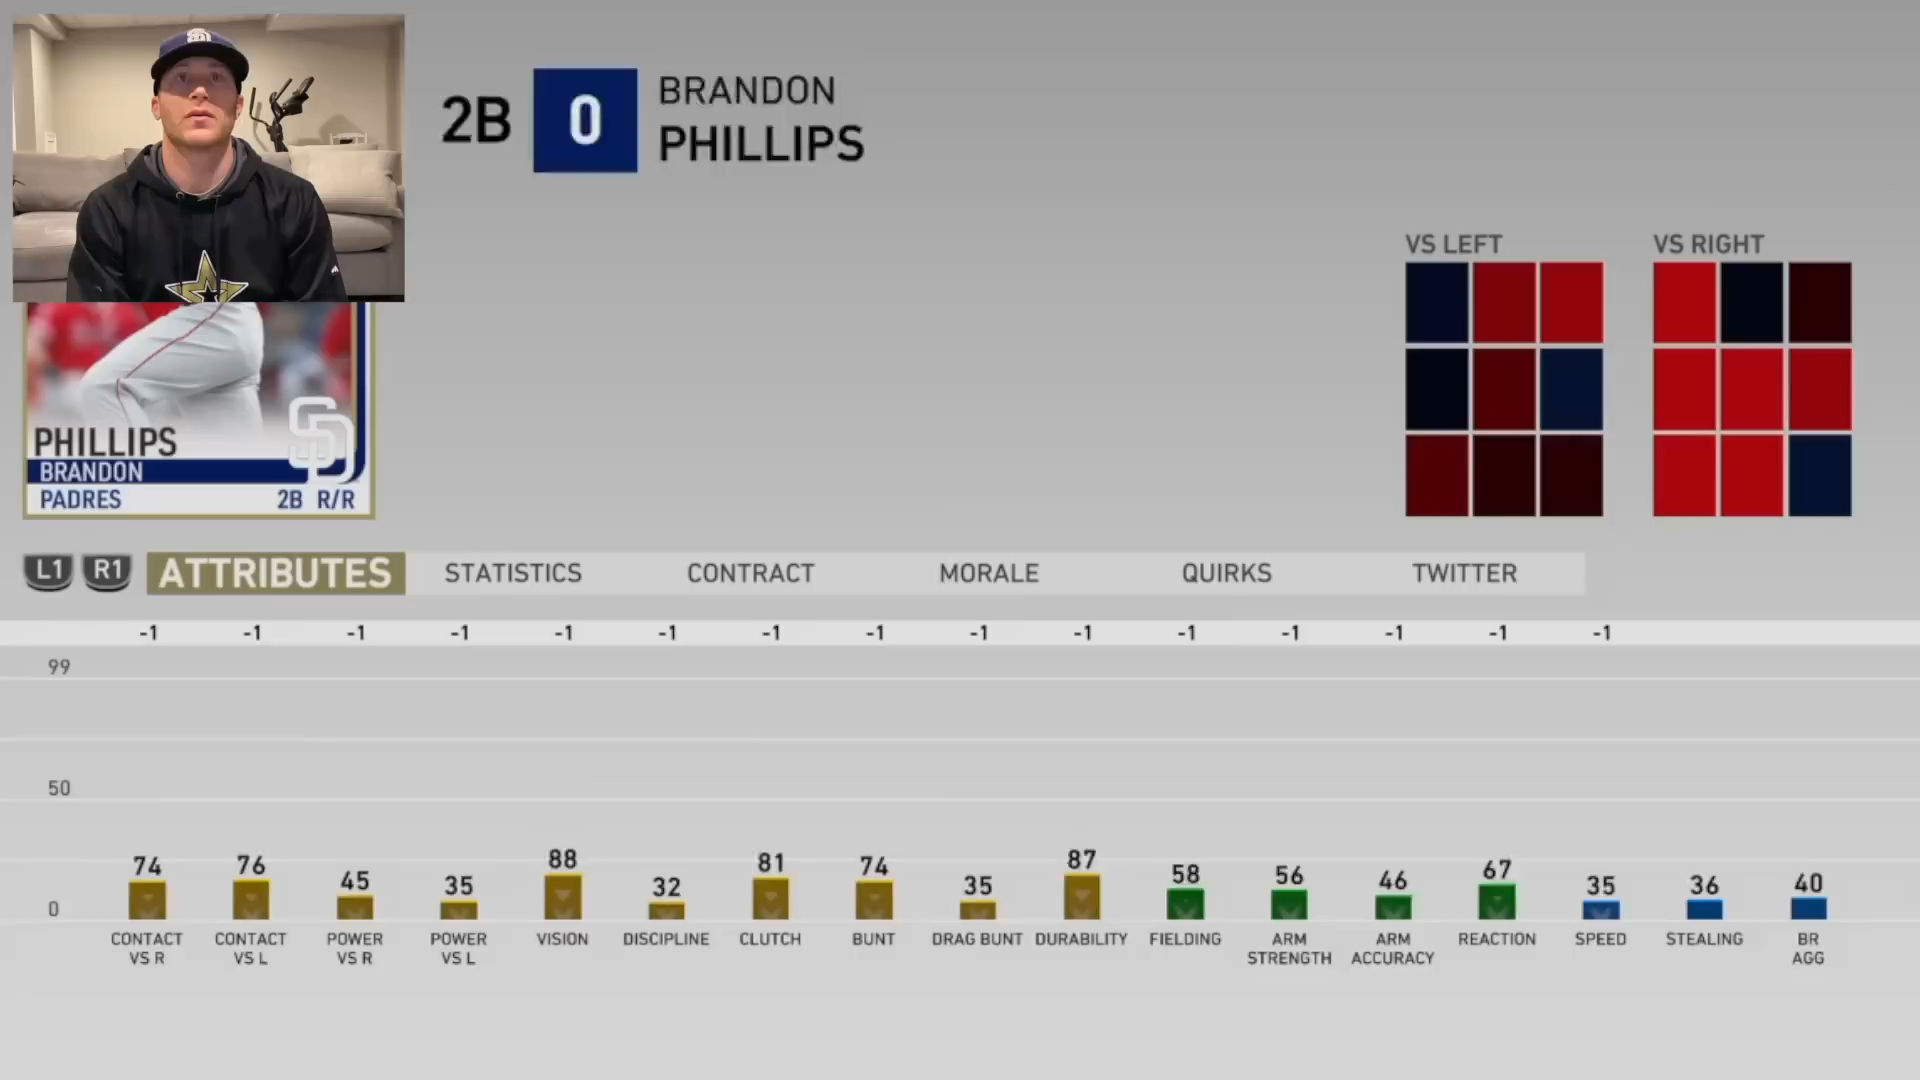 2B 0 BRANDON
PHILLIPS
VS LEFT VS RIGHT
SD
PHILLIPS
BRANDON
PADRES 2B R/R
L1 R1 ATTRIBUTES STATISTICS CONTRACT MORALE QUIRKS TWITTER
-1 -1 -1 -1 -1 -1 -1 -1 -1 -1 -1 -1 -1 -1 -1
99
50
0
74 76 45 35 88 32 81 74 35 87 58 56 46 67 35 36 40
CONTACT VS R
CONTACT VS L
POWER VS R
POWER VS L
VISION
DISCIPLINE
CLUTCH
BUNT
DRAG BUNT
DURABILITY
FIELDING
ARM STRENGTH
ARM ACCURACY
REACTION
SPEED
STEALING
BR AGG